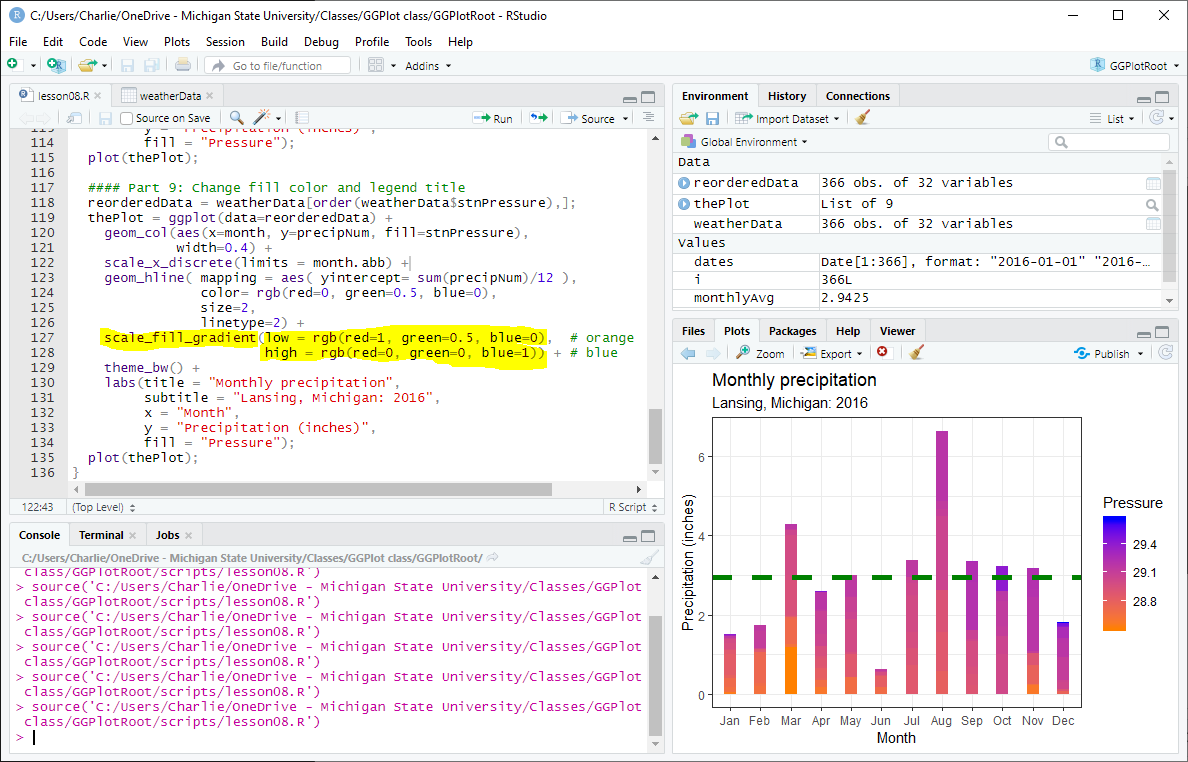 C:/Users/Charlie/OneDrive - Michigan State University/Classes/GGPlot class/GGPlotRoot - RStudio
File Edit Code View Plots Session Build Debug Profile Tools Help
Go to file/function Addins GGPlotRoot
lesson08.R weatherData
Source on Save Run Source
113 y = "Precipitation (inches)",
114 fill = "Pressure");
115 plot(thePlot);
116
117 #### Part 9: Change fill color and legend title
118 reorderedData = weatherData[order(weatherData$stnPressure),];
119 thePlot = ggplot(data=reorderedData) +
120 geom_col(aes(x=month, y=precipNum, fill=stnPressure),
121 width=0.4) +
122 scale_x_discrete(limits = month.abb) +
123 geom_hline( mapping = aes( yintercept= sum(precipNum)/12 ),
124 color= rgb(red=0, green=0.5, blue=0),
125 size=2,
126 linetype=2) +
127 scale_fill_gradient(low = rgb(red=1, green=0.5, blue=0), # orange
128 high = rgb(red=0, green=0, blue=1)) + # blue
129 theme_bw() +
130 labs(title = "Monthly precipitation",
131 subtitle = "Lansing, Michigan: 2016",
132 x = "Month",
133 y = "Precipitation (inches)",
134 fill = "Pressure");
135 plot(thePlot);
136 }
122:43 (Top Level) R Script
Console Terminal Jobs
C:/Users/Charlie/OneDrive - Michigan State University/Classes/GGPlot class/GGPlotRoot/
class/GGPlotRoot/scripts/lesson08.R')
> source('C:/Users/Charlie/OneDrive - Michigan State University/Classes/GGPlot
class/GGPlotRoot/scripts/lesson08.R')
> source('C:/Users/Charlie/OneDrive - Michigan State University/Classes/GGPlot
class/GGPlotRoot/scripts/lesson08.R')
> source('C:/Users/Charlie/OneDrive - Michigan State University/Classes/GGPlot
class/GGPlotRoot/scripts/lesson08.R')
> source('C:/Users/Charlie/OneDrive - Michigan State University/Classes/GGPlot
class/GGPlotRoot/scripts/lesson08.R')
> source('C:/Users/Charlie/OneDrive - Michigan State University/Classes/GGPlot
class/GGPlotRoot/scripts/lesson08.R')
>
Environment History Connections
Import Dataset List
Global Environment
Data
reorderedData 366 obs. of 32 variables
thePlot List of 9
weatherData 366 obs. of 32 variables
Values
dates Date[1:366], format: "2016-01-01" "2016-…
i 366L
monthlyAvg 2.9425
Files Plots Packages Help Viewer
Zoom Export Publish
Monthly precipitation
Lansing, Michigan: 2016
Precipitation (inches)
6
4
2
0
Jan Feb Mar Apr May Jun Jul Aug Sep Oct Nov Dec
Month
Pressure
29.4
29.1
28.8